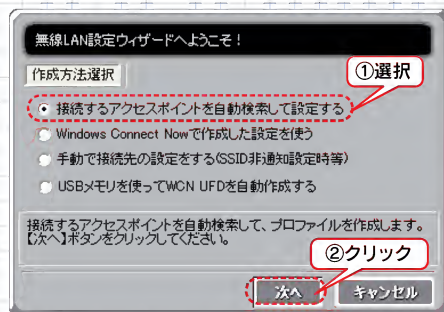 無線LAN設定ウィザードへようこそ！
作成方法選択
①選択
接続するアクセスポイントを自動検索して設定する
Windows Connect Nowで作成した設定を使う
手動で接続先の設定をする(SSID非通知設定時等)
USBメモリを使ってWCN UFDを自動作成する
接続するアクセスポイントを自動検索して、プロファイルを作成します。
【次へ】ボタンをクリックしてください。
②クリック
次へ
キャンセル